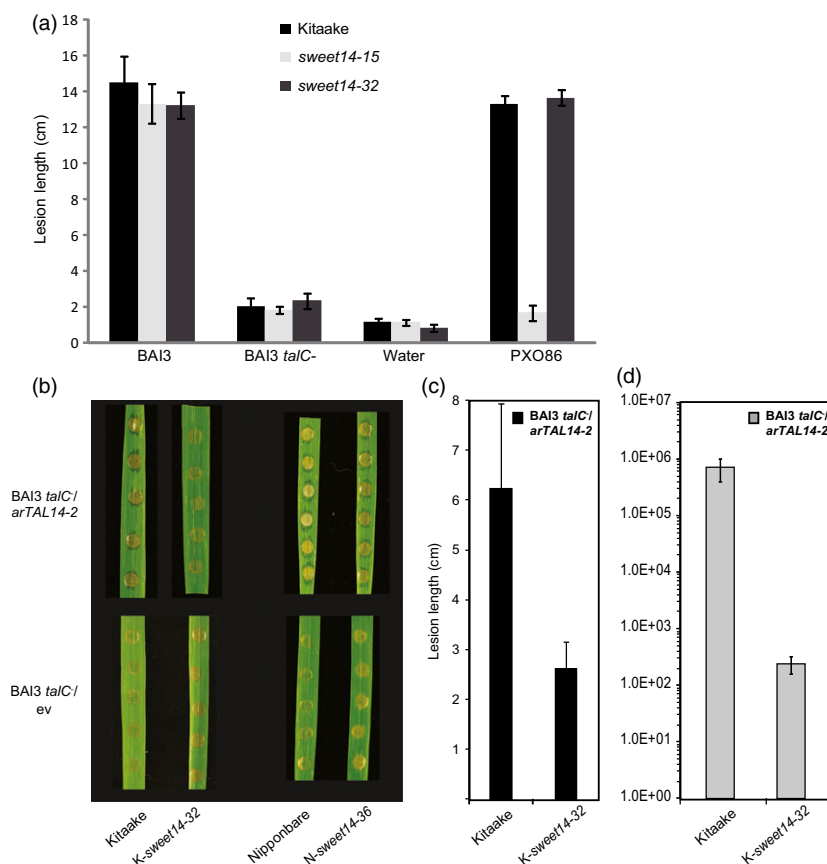 (a)
Kitaake
sweet14-15
sweet14-32
Lesion length (cm)
18
16
14
12
10
8
6
4
2
0
BAI3
BAI3 talC-
Water
PXO86
(b)
BAI3 talC-/
arTAL14-2
BAI3 talC-/
ev
Kitaake
K-sweet14-32
Nipponbare
N-sweet14-36
(c)
BAI3 talC-/
arTAL14-2
Lesion length (cm)
8
7
6
5
4
3
2
1
Kitaake
K-sweet14-32
(d)
BAI3 talC-/
arTAL14-2
1.0E+07
1.0E+06
1.0E+05
1.0E+04
1.0E+03
1.0E+02
1.0E+01
1.0E+00
Kitaake
K-sweet14-32